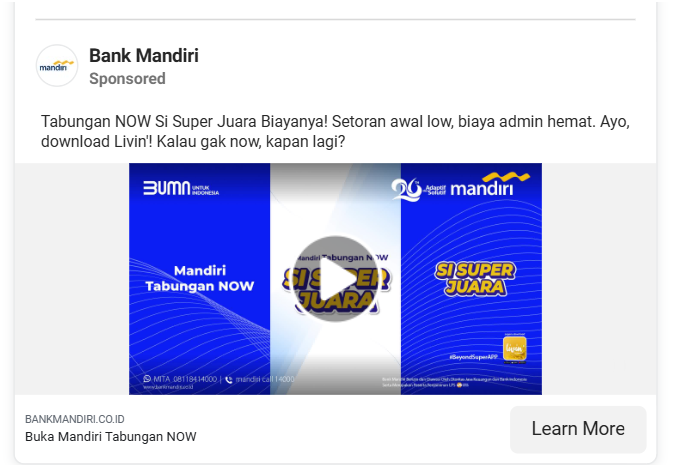 mandiri
Bank Mandiri
Sponsored
Tabungan NOW Si Super Juara Biayanya! Setoran awal low, biaya admin hemat. Ayo,
download Livin'! Kalau gak now, kapan lagi?
BUMN UNTUK INDONESIA
26 Adaptif Solutif mandiri
Mandiri
Tabungan NOW
Mandiri Tabungan NOW
SI SUPER
JUARA
SI SUPER
JUARA
livin'
#BeyondSuperAPP
MITA_08118414000 | mandiri call 14000
www.bankmandiri.co.id
BANKMANDIRI.CO.ID
Buka Mandiri Tabungan NOW
Learn More